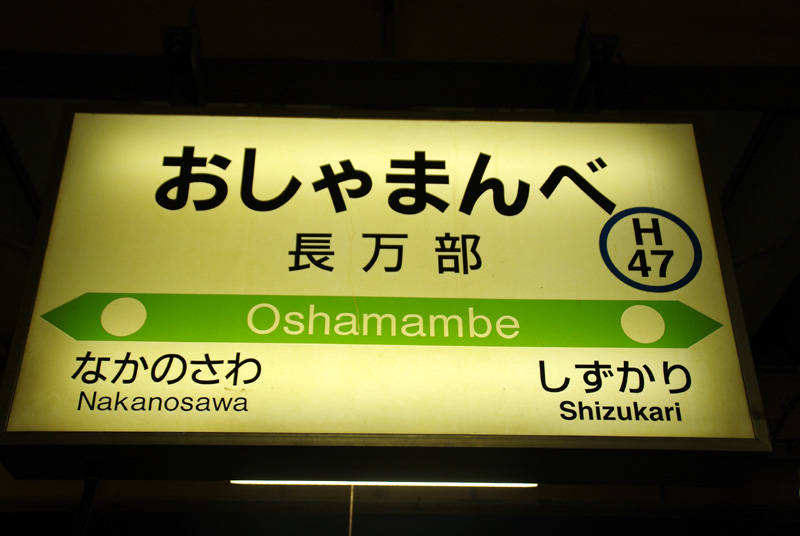 おしゃまんべ
長万部
H
47
Oshamambe
なかのさわ
Nakanosawa
しずかり
Shizukari